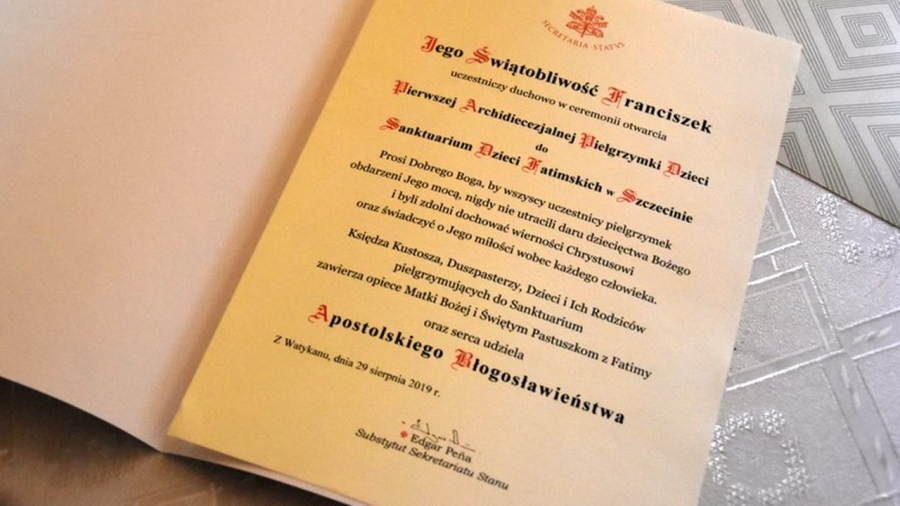 SECRETARIA STATUS
Jego Świątobliwość Franciszek
uczestniczy duchowo w ceremonii otwarcia
Pierwszej Archidiecezjalnej Pielgrzymki Dzieci
do
Sanktuarium Dzieci Fatimskich w Szczecinie
Prosi Dobrego Boga, by wszyscy uczestnicy pielgrzymek
obdarzeni Jego mocą, nigdy nie utracili daru dziecięctwa Bożego
i byli zdolni dochować wierności Chrystusowi
oraz świadczyć o Jego miłości wobec każdego człowieka.
Księdza Kustosza, Duszpasterzy, Dzieci i Ich Rodziców
pielgrzymujących do Sanktuarium
zawierza opiece Matki Bożej i Świętym Pastuszkom z Fatimy
oraz serca udziela
Apostolskiego Błogosławieństwa
Z Watykanu, dnia 29 sierpnia 2019 r.
Edgar Peña
Substytut Sekretariatu Stanu